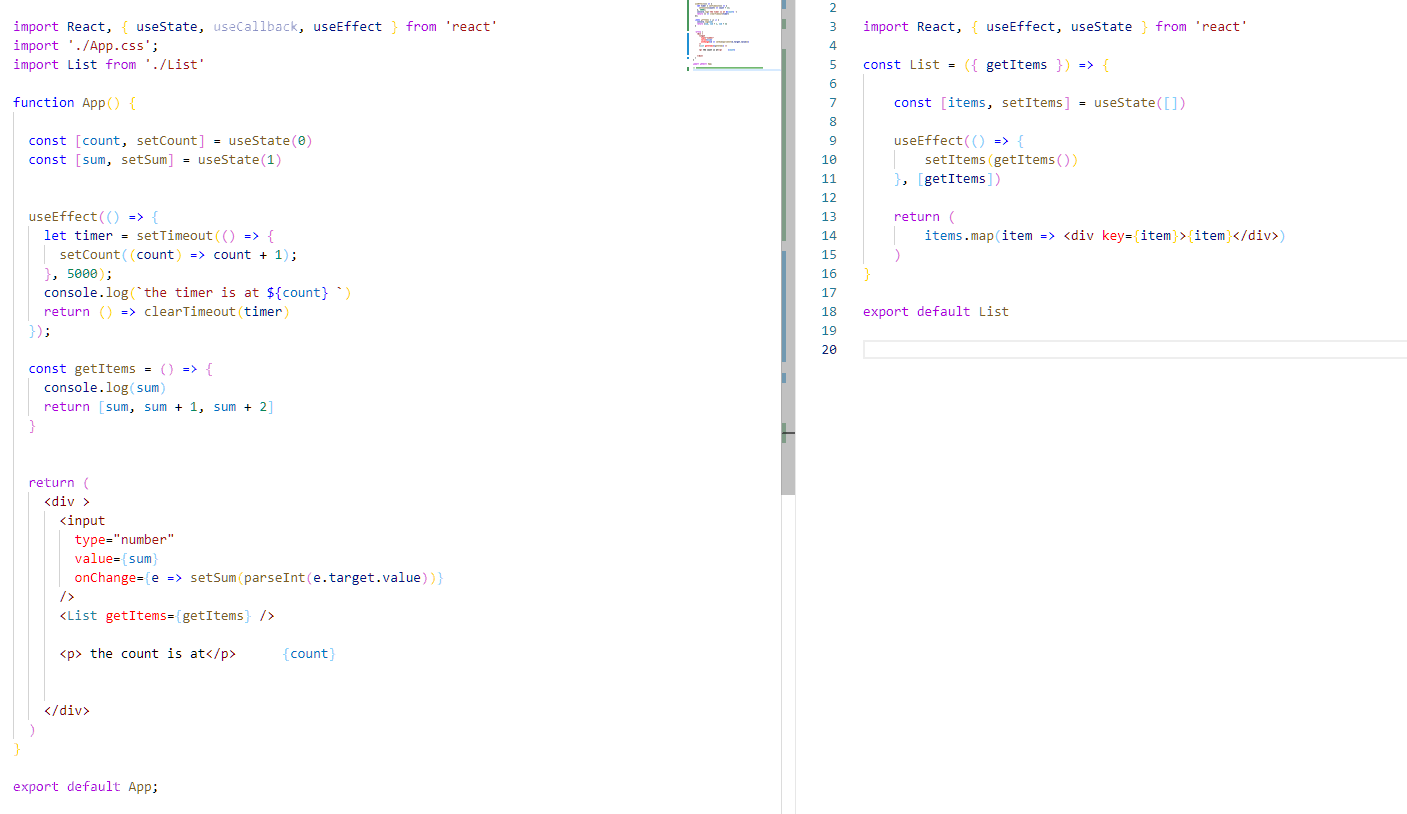 import React, { useState, useCallback, useEffect } from 'react'
import './App.css';
import List from './List'
function App() {
const [count, setCount] = useState(0)
const [sum, setSum] = useState(1)
useEffect(() => {
let timer = setTimeout(() => {
setCount((count) => count + 1);
}, 5000);
console.log(`the timer is at ${count} `)
return () => clearTimeout(timer)
});
const getItems = () => {
console.log(sum)
return [sum, sum + 1, sum + 2]
}
return (
<div >
<input
type="number"
value={sum}
onChange={e => setSum(parseInt(e.target.value))}
/>
<List getItems={getItems} />
<p> the count is at</p>      {count}
</div>
)
}
export default App;
2
3 import React, { useEffect, useState } from 'react'
4
5 const List = ({ getItems }) => {
6
7 const [items, setItems] = useState([])
8
9 useEffect(() => {
10 setItems(getItems())
11 }, [getItems])
12
13 return (
14 items.map(item => <div key={item}>{item}</div>)
15 )
16 }
17
18 export default List
19
20